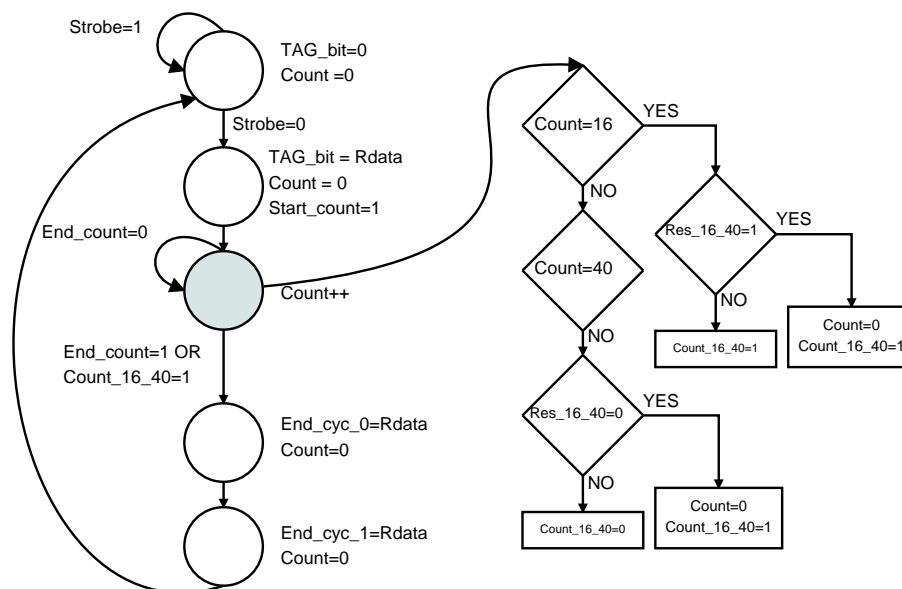 Strobe=1
TAG_bit=0
Count =0
Strobe=0
TAG_bit = Rdata
Count = 0
Start_count=1
End_count=0
Count++
End_count=1 OR
Count_16_40=1
End_cyc_0=Rdata
Count=0
End_cyc_1=Rdata
Count=0
Count=16
YES
NO
Res_16_40=1
YES
NO
Count_16_40=1
Count=0
Count_16_40=1
Count=40
NO
Res_16_40=0
YES
NO
Count_16_40=0
Count=0
Count_16_40=1